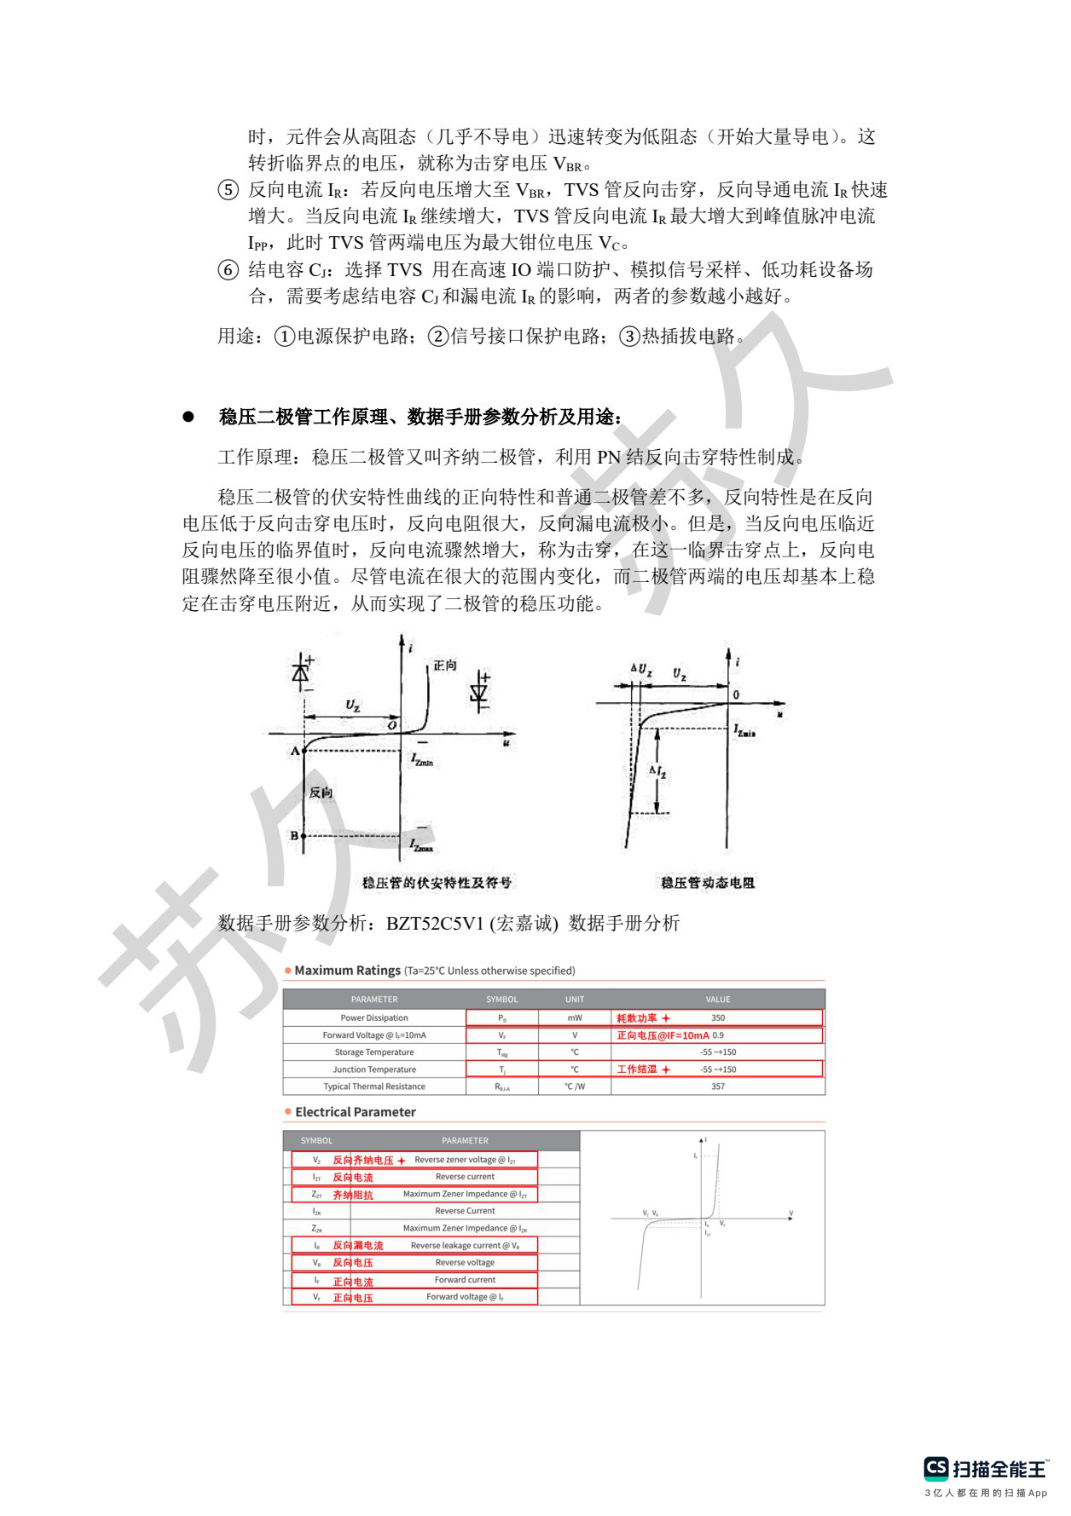 时，元件会从高阻态（几乎不导电）迅速转变为低阻态（开始大量导电）。这
转折临界点的电压，就称为击穿电压 VBR。
⑤ 反向电流 IR：若反向电压增大至 VBR，TVS 管反向击穿，反向导通电流 IR 快速
增大。当反向电流 IR 继续增大，TVS 管反向电流 IR 最大增大到峰值脉冲电流
IPP，此时 TVS 管两端电压为最大钳位电压 VC。
⑥ 结电容 CJ：选择 TVS 用在高速 IO 端口防护、模拟信号采样、低功耗设备场
合，需要考虑结电容 CJ 和漏电流 IR 的影响，两者的参数越小越好。
用途：①电源保护电路；②信号接口保护电路；③热插拔电路。
● 稳压二极管工作原理、数据手册参数分析及用途：
工作原理：稳压二极管又叫齐纳二极管，利用 PN 结反向击穿特性制成。
稳压二极管的伏安特性曲线的正向特性和普通二极管差不多，反向特性是在反向
电压低于反向击穿电压时，反向电阻很大，反向漏电流极小。但是，当反向电压临近
反向电压的临界值时，反向电流骤然增大，称为击穿，在这一临界击穿点上，反向电
阻骤然降至很小值。尽管电流在很大的范围内变化，而二极管两端的电压却基本上稳
定在击穿电压附近，从而实现了二极管的稳压功能。
+ − UZ i 正向 + − O u A IZmin 反向 B IZmax
ΔUZ UZ i O u IZmin ΔIZ
稳压管的伏安特性及符号 稳压管动态电阻
数据手册参数分析：BZT52C5V1 (宏嘉诚) 数据手册分析
● Maximum Ratings (Ta=25℃ Unless otherwise specified)
PARAMETER SYMBOL UNIT VALUE
Power Dissipation PD mW 耗散功率 350
Forward Voltage @ IF=10mA VF V 正向电压@IF=10mA 0.9
Storage Temperature Tstg ℃ -55 ~+150
Junction Temperature Tj ℃ 工作结温 -55 ~+150
Typical Thermal Resistance RθJA ℃ /W 357
● Electrical Parameter
SYMBOL PARAMETER
VZ 反向齐纳电压 Reverse zener voltage @ IZT
IZT 反向电流 Reverse current
ZZT 齐纳阻抗 Maximum Zener Impedance @ IZT
IZK Reverse Current
ZZK Maximum Zener Impedance @ IZK
IR 反向漏电流 Reverse leakage current @ VR
VR 反向电压 Reverse voltage
IF 正向电流 Forward current
VF 正向电压 Forward voltage @ IF
I IF VZ VR V IR VF IZT
苏久
苏久
CS 扫描全能王
3亿人都在用的扫描App